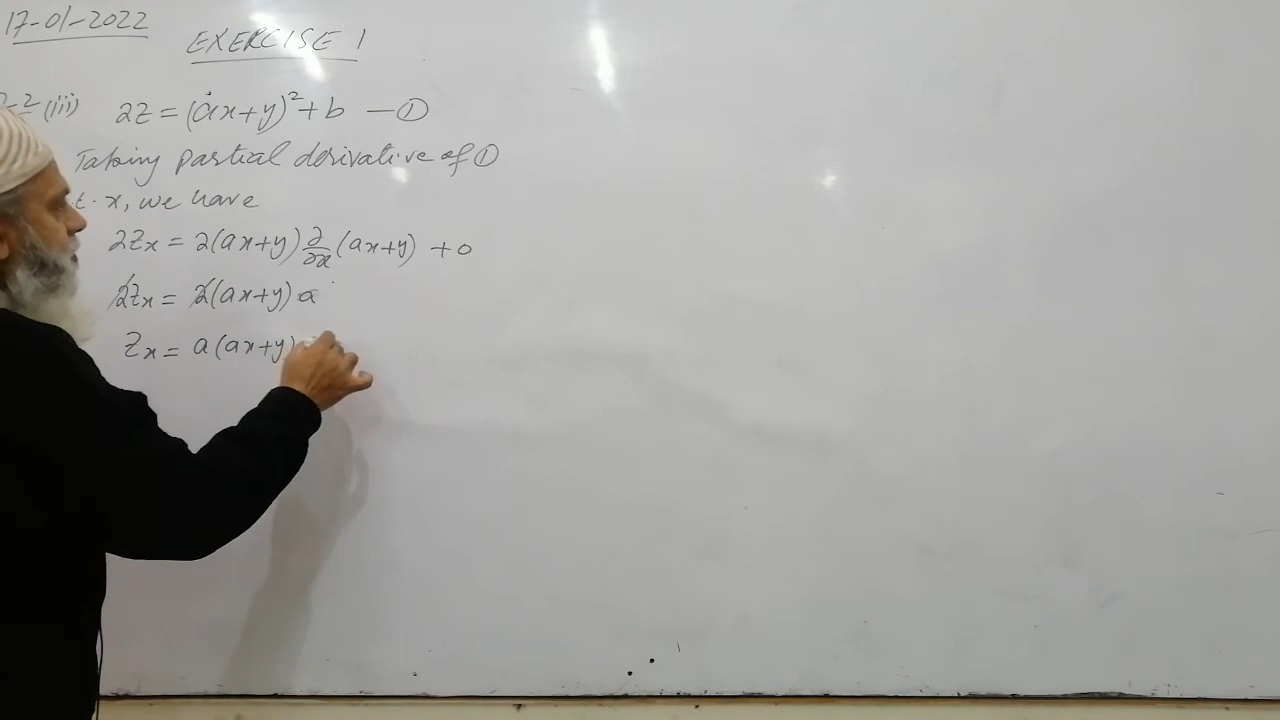 17-01-2022
EXERCISE 1
(iii) 2Z = (ax+y)²+b —①
Taking partial derivative of ①
t. x, we have
2Zx = 2(ax+y) ∂/∂x (ax+y) + 0
2Zx = 2(ax+y) a
Zx = a(ax+y)